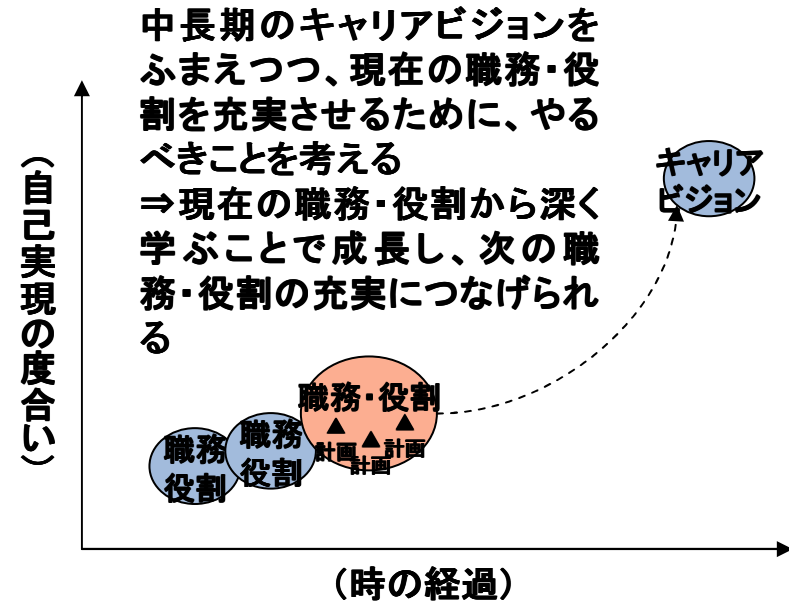 中長期のキャリアビジョンを
ふまえつつ、現在の職務・役
割を充実させるために、やる
べきことを考える
⇒現在の職務・役割から深く
学ぶことで成長し、次の職
務・役割の充実につなげられ
る
(自己実現の度合い)
キャリア
ビジョン
職務・役割
計画
計画
計画
職務
役割
職務
役割
(時の経過)